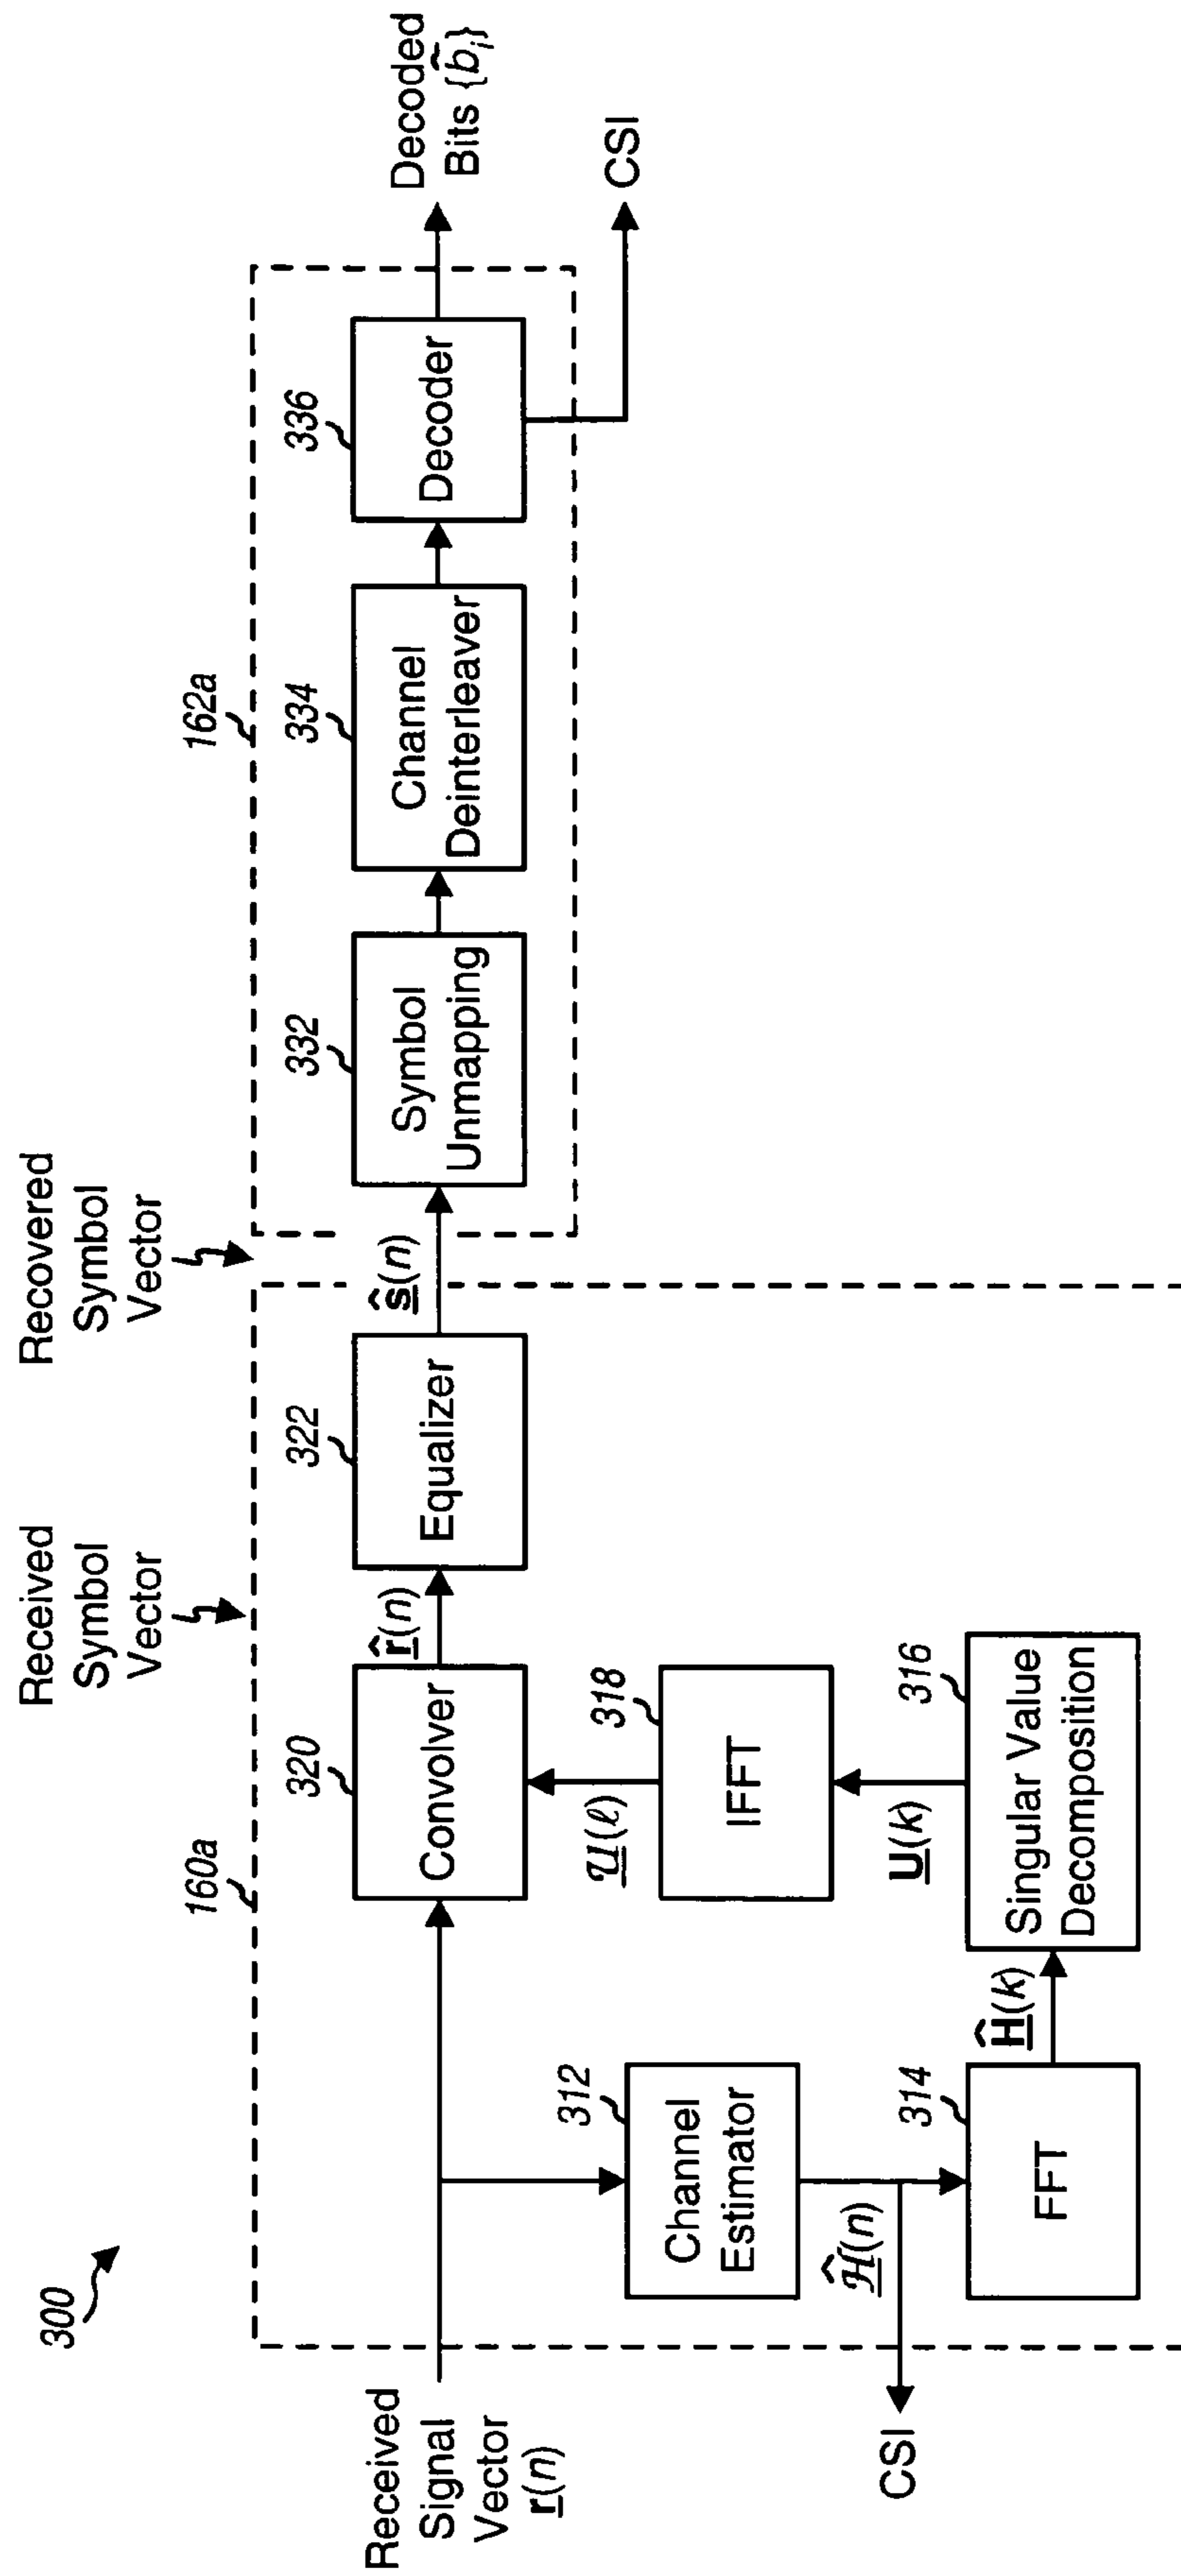 300
Received
Signal
Vector
r(n)
160a
Received
Symbol
Vector
Recovered
Symbol
Vector
162a
320
Convolver
r̂(n)
322
Equalizer
ŝ(n)
332
Symbol
Unmapping
334
Channel
Deinterleaver
336
Decoder
Decoded
Bits {b̂i}
CSI
312
Channel
Estimator
Ĥ(n)
CSI
314
FFT
Ĥ(k)
316
Singular Value
Decomposition
U(k)
318
IFFT
𝒰(ℓ)